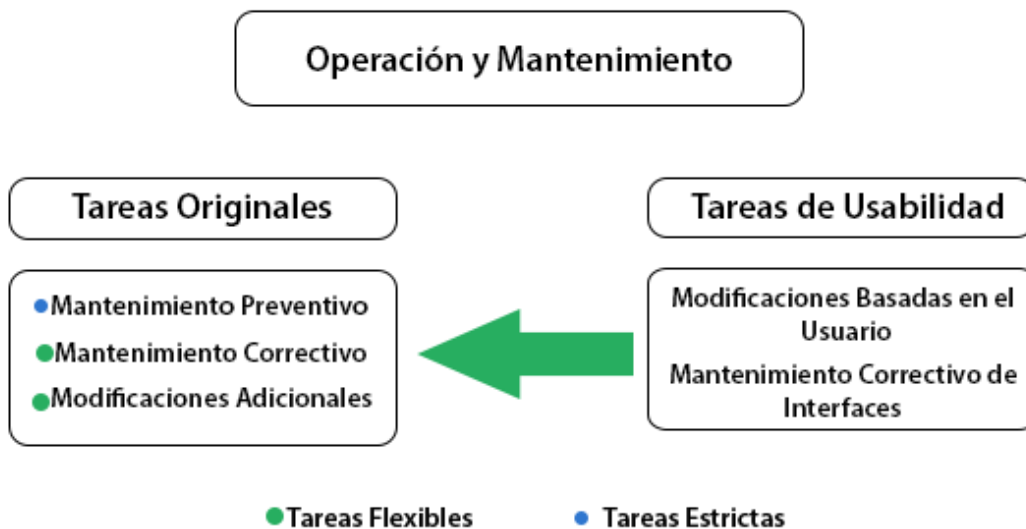 Operación y Mantenimiento
Tareas Originales
Mantenimiento Preventivo
Mantenimiento Correctivo
Modificaciones Adicionales
Tareas de Usabilidad
Modificaciones Basadas en el
Usuario
Mantenimiento Correctivo de
Interfaces
Tareas Flexibles
Tareas Estrictas